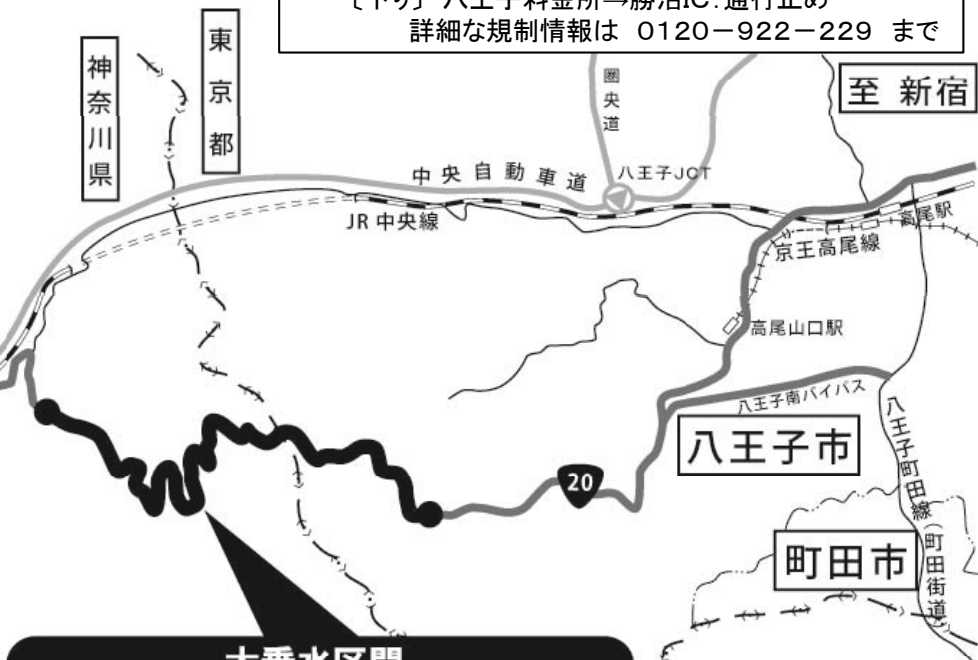 〔下り〕 八王子料金所→勝沼IC:通行止め
詳細な規制情報は 0120-922-229 まで
神奈川県
東京都
圏央道
至 新宿
中央自動車道
八王子JCT
JR 中央線
高尾駅
京王高尾線
高尾山口駅
八王子南バイパス
八王子市
八王子町田線(町田街道
20
町田市
大垂水区間